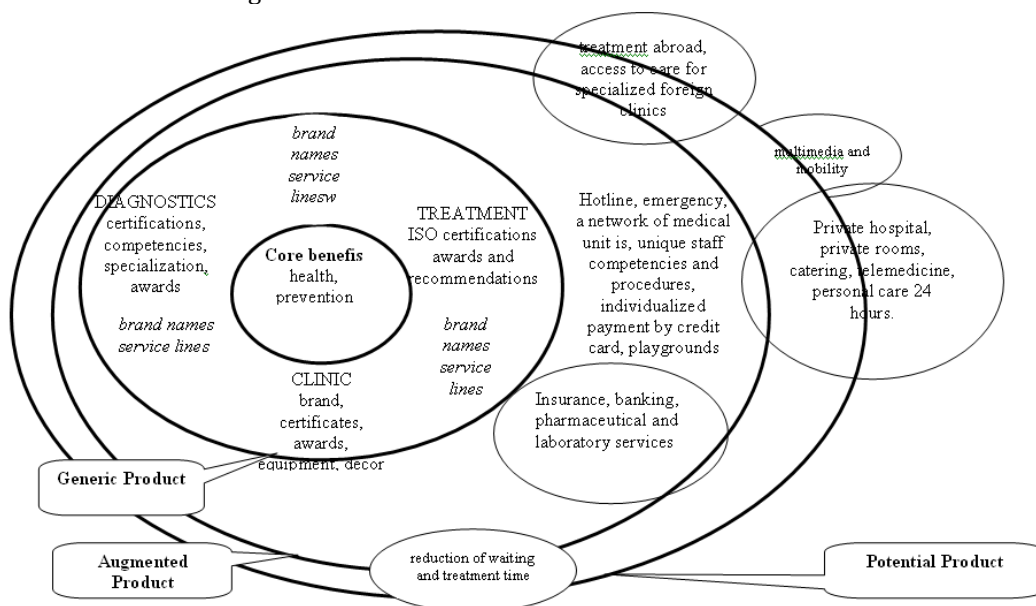 treatment abroad,
access to care for
specialized foreign
clinics
multimedia and
mobility
brand
names
service
linesw
DIAGNOSTICS
certifications,
competencies,
specialization,
awards
brand names
service lines
Core benefis
health,
prevention
TREATMENT
ISO certifications
awards and
recommendations
brand
names
service
lines
Hotline, emergency,
a network of medical
unit is, unique staff
competencies and
procedures,
individualized
payment by credit
card, playgrounds
Private hospital,
private rooms,
catering, telemedicine,
personal care 24
hours.
CLINIC
brand,
certificates,
awards,
equipment, decor
Insurance, banking,
pharmaceutical and
laboratory services
Generic Product
Augmented
Product
reduction of waiting
and treatment time
Potential Product